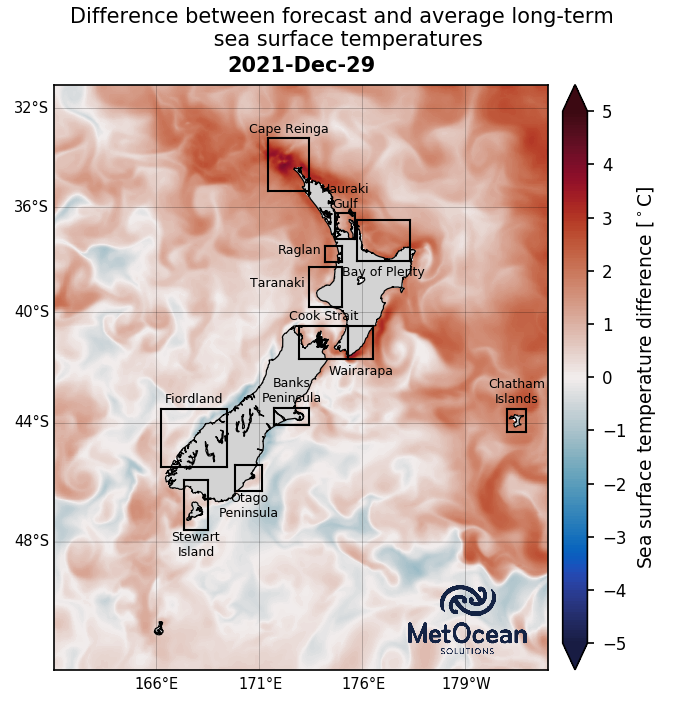 Difference between forecast and average long-term
sea surface temperatures
2021-Dec-29
32°S
36°S
40°S
44°S
48°S
166°E
171°E
176°E
179°W
Cape Reinga
Hauraki
Gulf
Raglan
Bay of Plenty
Taranaki
Cook Strait
Wairarapa
Banks
Peninsula
Fiordland
Chatham
Islands
Otago
Peninsula
Stewart
Island
MetOcean
SOLUTIONS
5
4
3
2
1
0
−1
−2
−3
−4
−5
Sea surface temperature difference [°C]